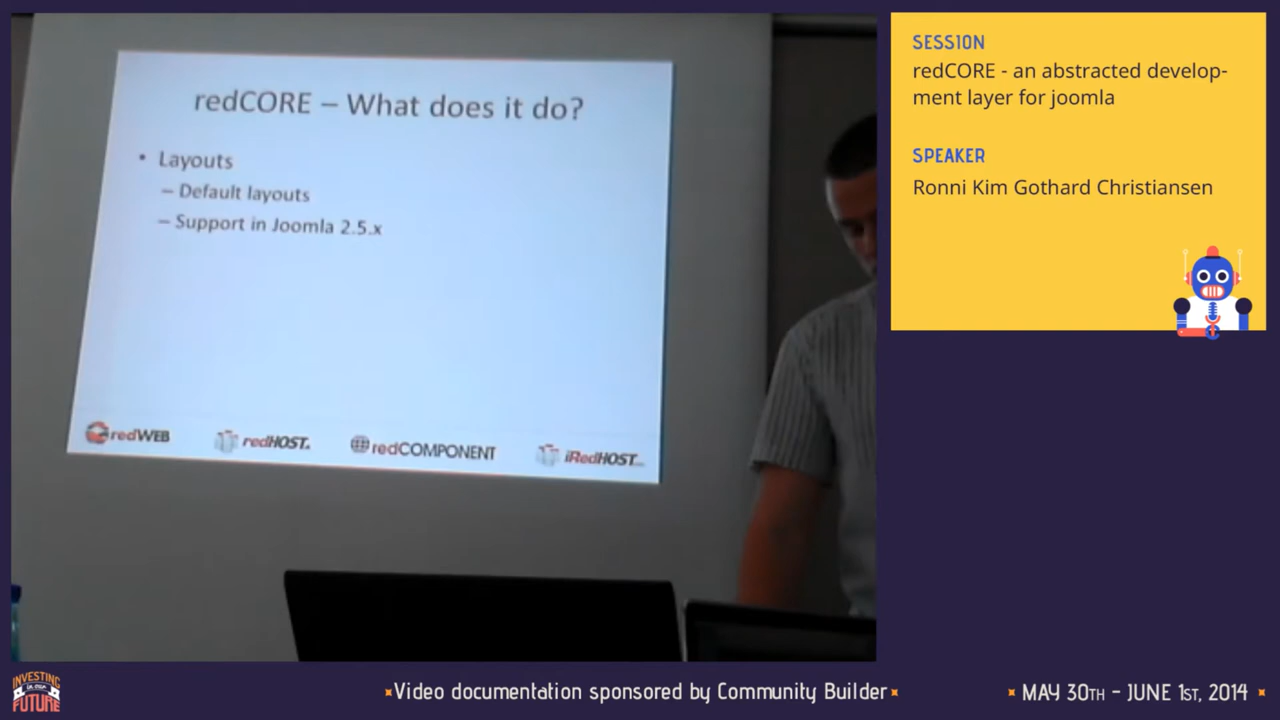 redCORE – What does it do?
• Layouts
– Default layouts
– Support in Joomla 2.5.x
redWEB
redHOST
redCOMPONENT
iRedHOST
SESSION
redCORE - an abstracted develop-
ment layer for joomla
SPEAKER
Ronni Kim Gothard Christiansen
INVESTING
in our
FUTURE
Video documentation sponsored by Community Builder
MAY 30TH - JUNE 1ST, 2014